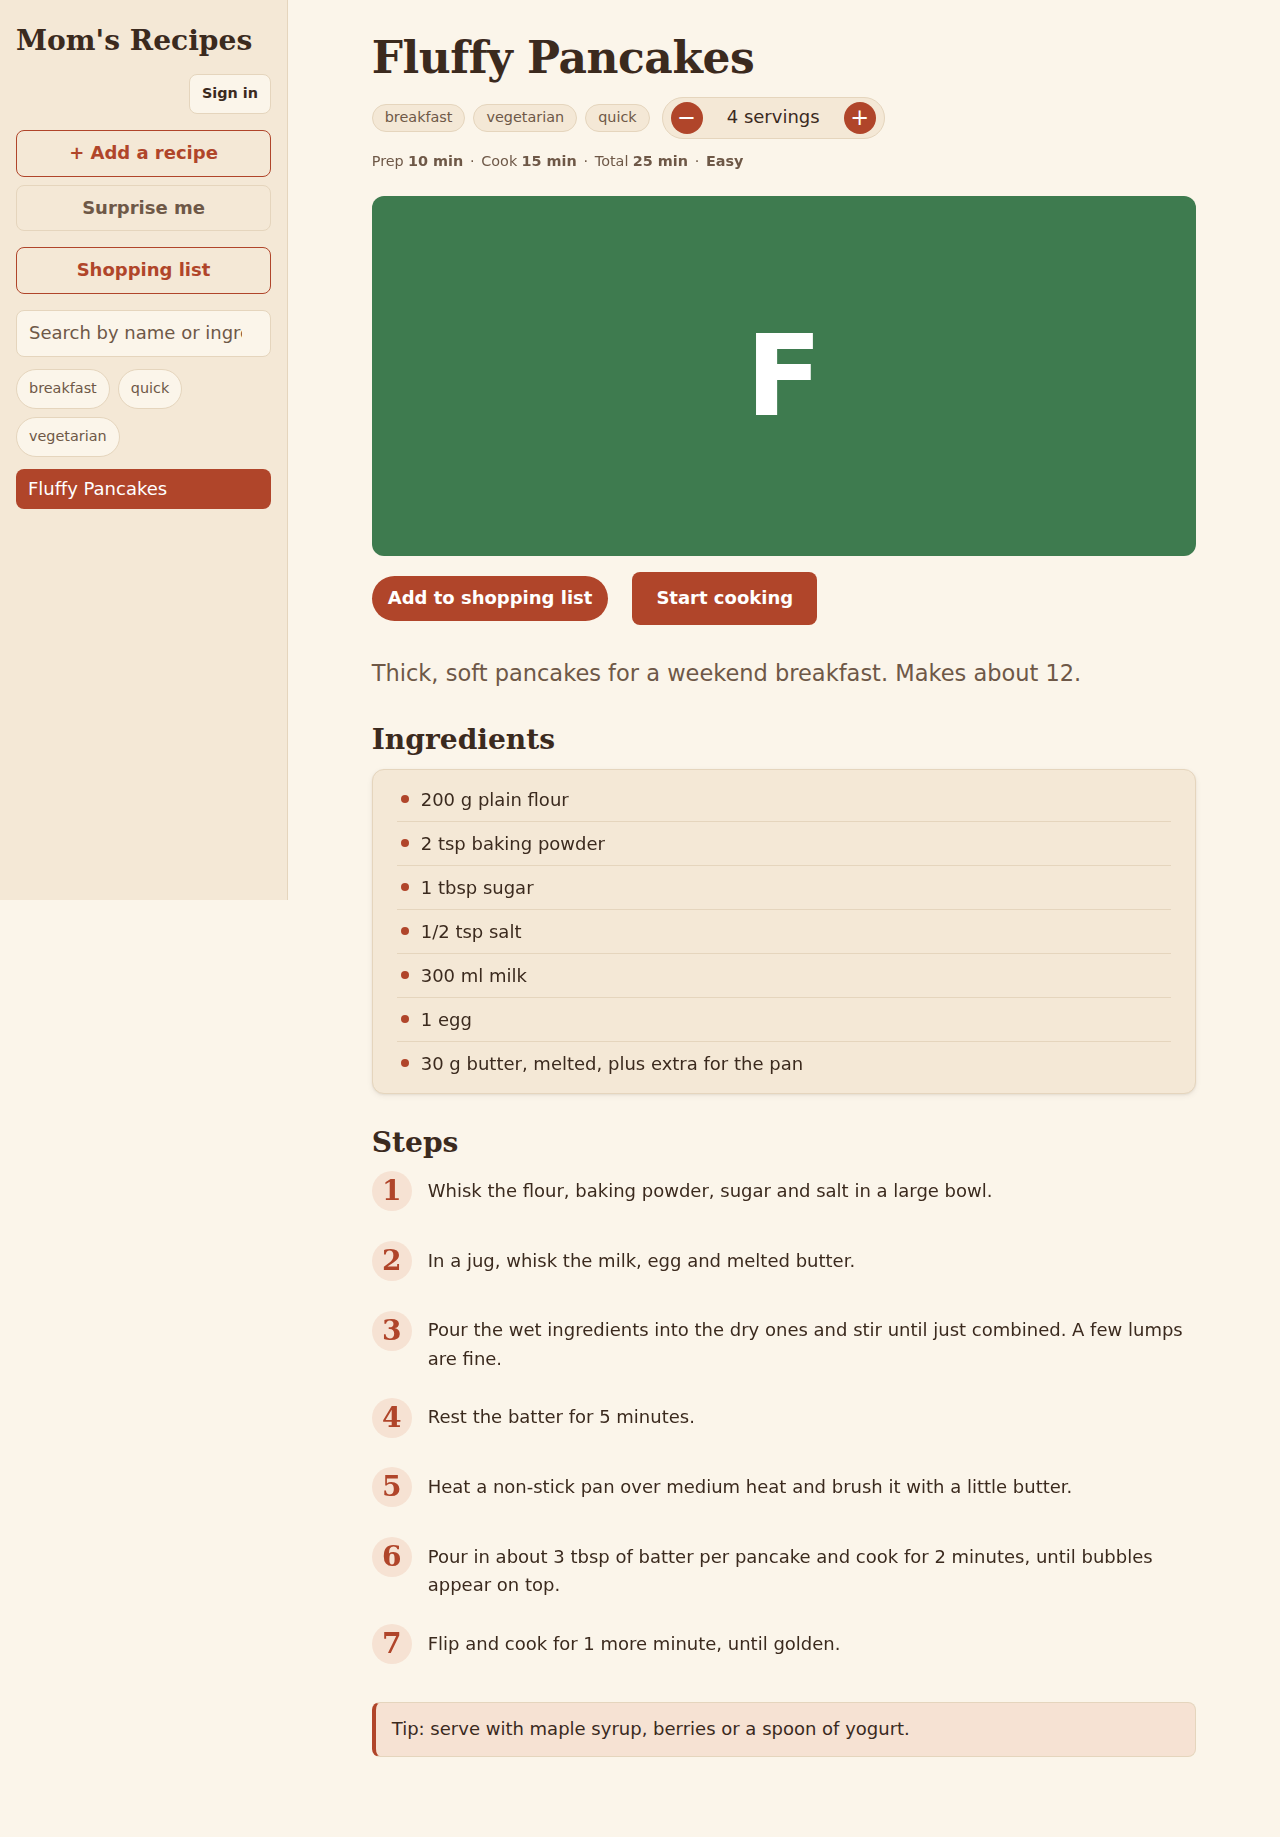 Mom's Recipes
Sign in
+ Add a recipe
Surprise me
Shopping list
Search by name or
breakfast
quick
vegetarian
Fluffy Pancakes
Fluffy Pancakes
breakfast
vegetarian
quick
− 4 servings +
Prep 10 min · Cook 15 min · Total 25 min · Easy
F
Add to shopping list
Start cooking
Thick, soft pancakes for a weekend breakfast. Makes about 12.
Ingredients
200 g plain flour
2 tsp baking powder
1 tbsp sugar
1/2 tsp salt
300 ml milk
1 egg
30 g butter, melted, plus extra for the pan
Steps
1 Whisk the flour, baking powder, sugar and salt in a large bowl.
2 In a jug, whisk the milk, egg and melted butter.
3 Pour the wet ingredients into the dry ones and stir until just combined. A few lumps
are fine.
4 Rest the batter for 5 minutes.
5 Heat a non-stick pan over medium heat and brush it with a little butter.
6 Pour in about 3 tbsp of batter per pancake and cook for 2 minutes, until bubbles
appear on top.
7 Flip and cook for 1 more minute, until golden.
Tip: serve with maple syrup, berries or a spoon of yogurt.